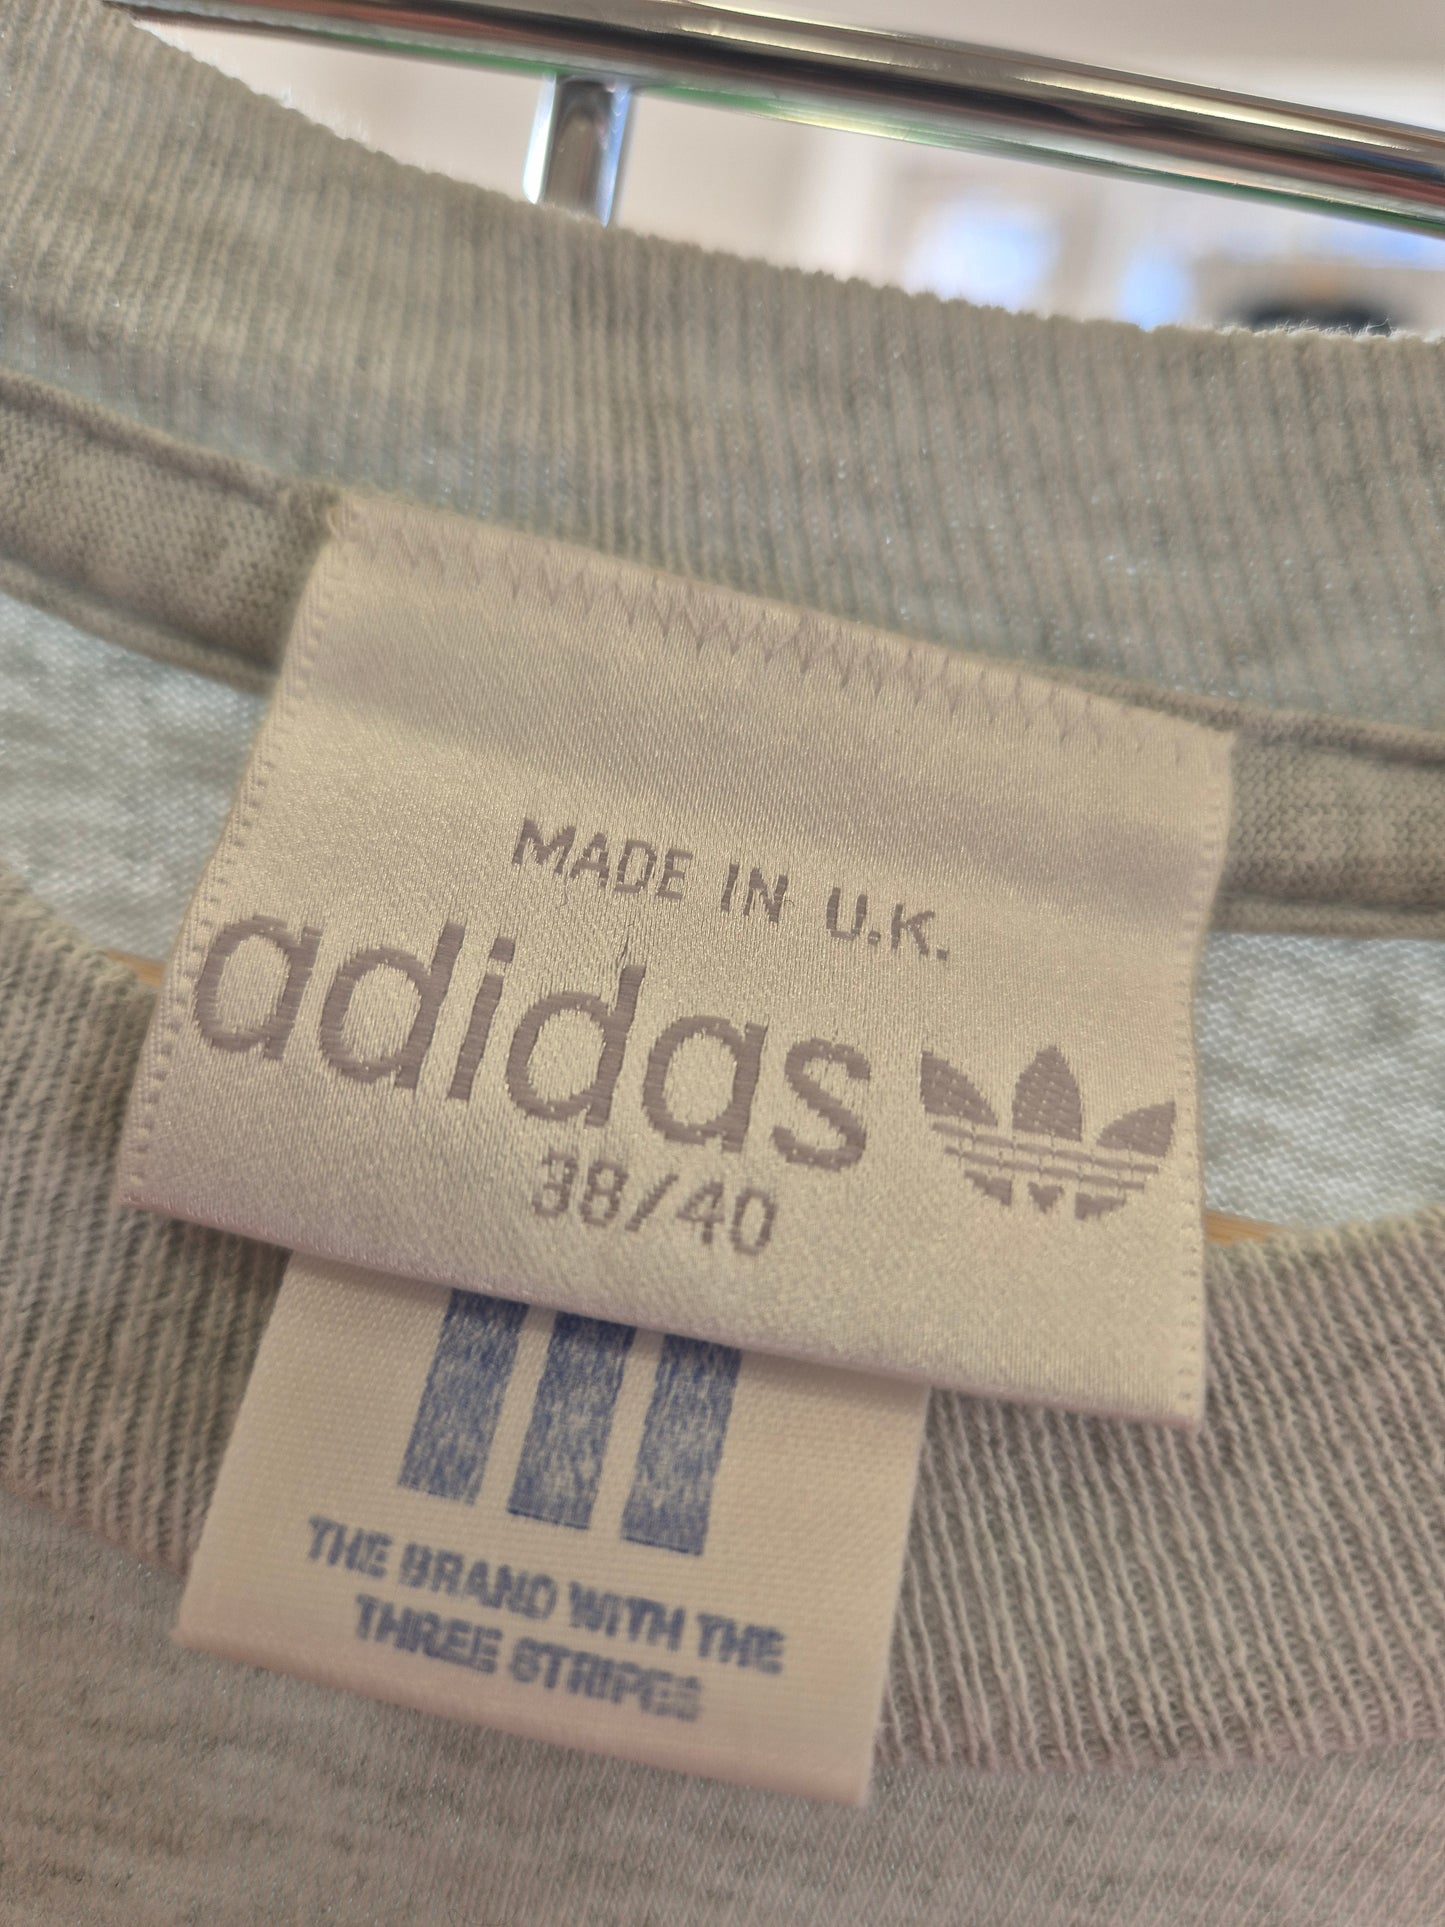 MADE IN U.K.
adidas
38/40
THE BRAND WITH THE
THREE STRIPES